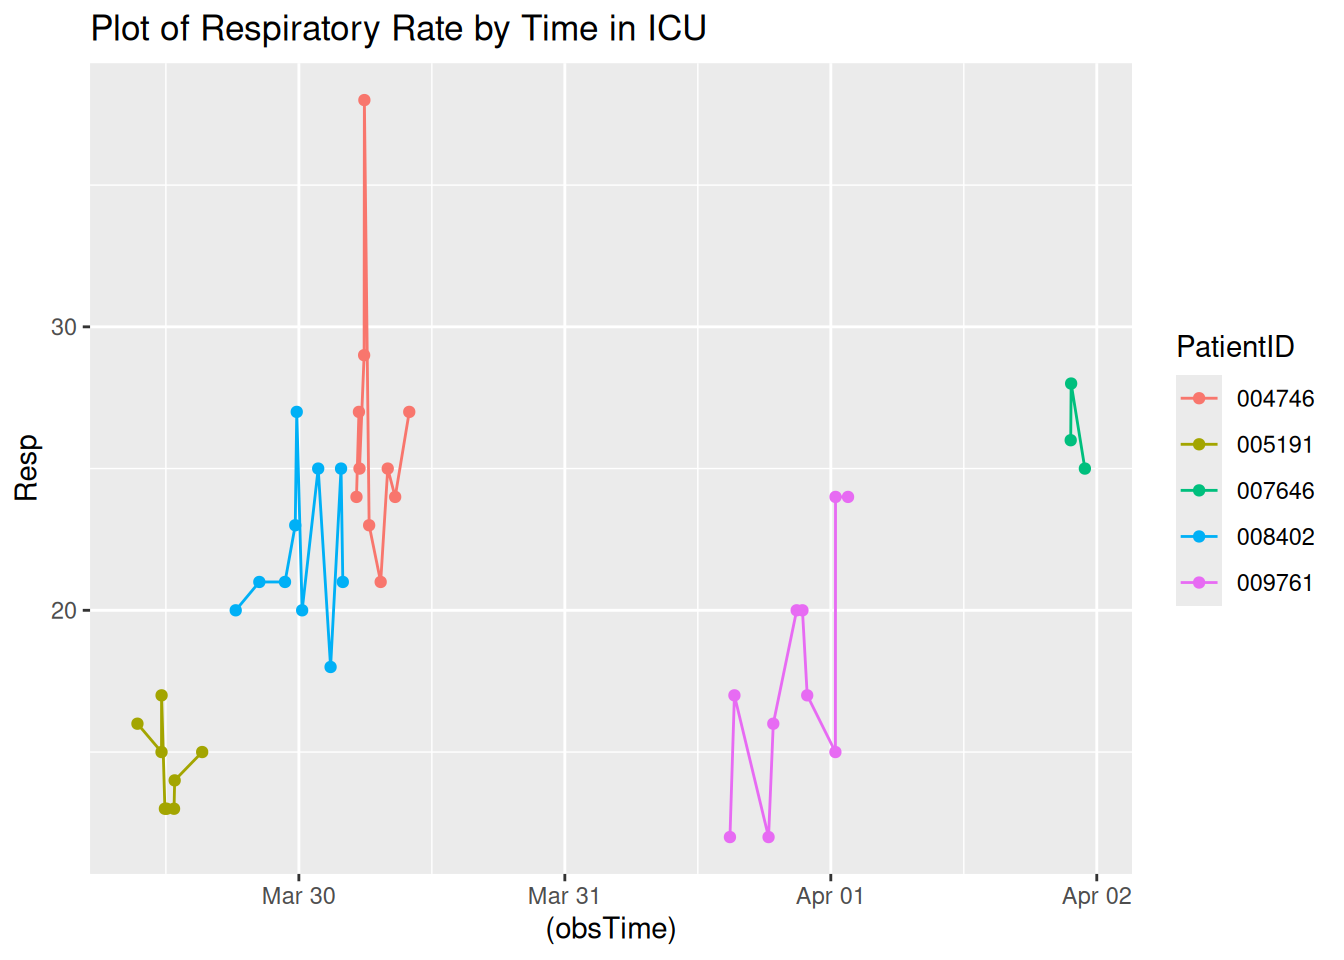 Plot of Respiratory Rate by Time in ICU
Resp
30
20
Mar 30
Mar 31
Apr 01
Apr 02
(obsTime)
PatientID
004746
005191
007646
008402
009761